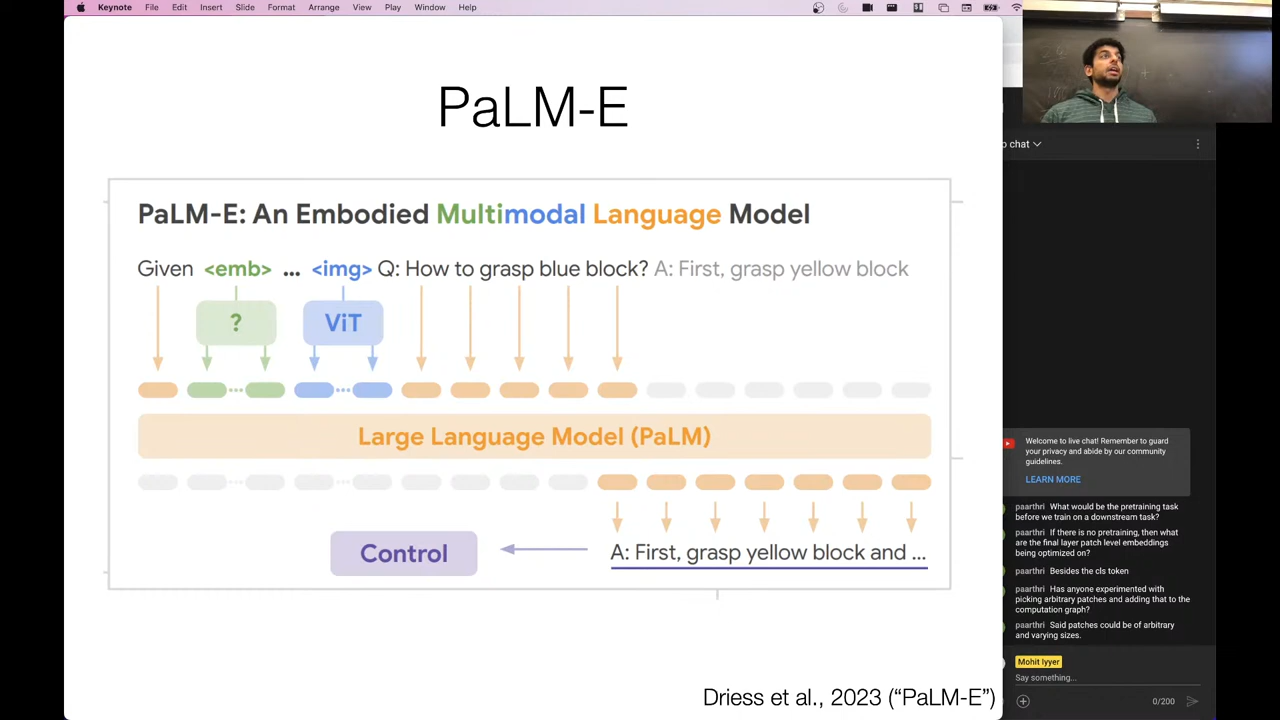 Keynote File Edit Insert Slide Format Arrange View Play Window Help
PaLM-E
PaLM-E: An Embodied Multimodal Language Model
Given <emb> ... <img> Q: How to grasp blue block? A: First, grasp yellow block
? ViT
Large Language Model (PaLM)
A: First, grasp yellow block and ...
Control
Driess et al., 2023 (“PaLM-E”)
chat
Welcome to live chat! Remember to guard
your privacy and abide by our community
guidelines.
LEARN MORE
paarthri What would be the pretraining task
before we train on a downstream task?
paarthri If there is no pretraining, then what
are the final layer patch level embeddings
being optimized on?
paarthri Besides the cls token
paarthri Has anyone experimented with
picking arbitrary patches and adding that to the
computation graph?
paarthri Said patches could be of arbitrary
and varying sizes.
Mohit Iyyer
Say something...
0/200